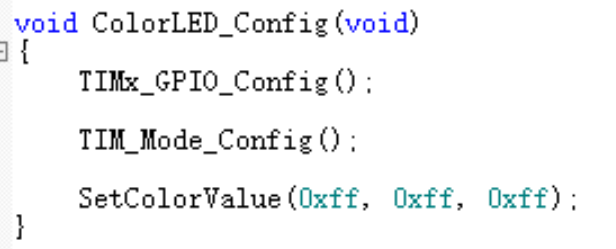 void ColorLED_Config(void)
{
TIMx_GPIO_Config();
TIM_Mode_Config();
SetColorValue(0xff, 0xff, 0xff);
}